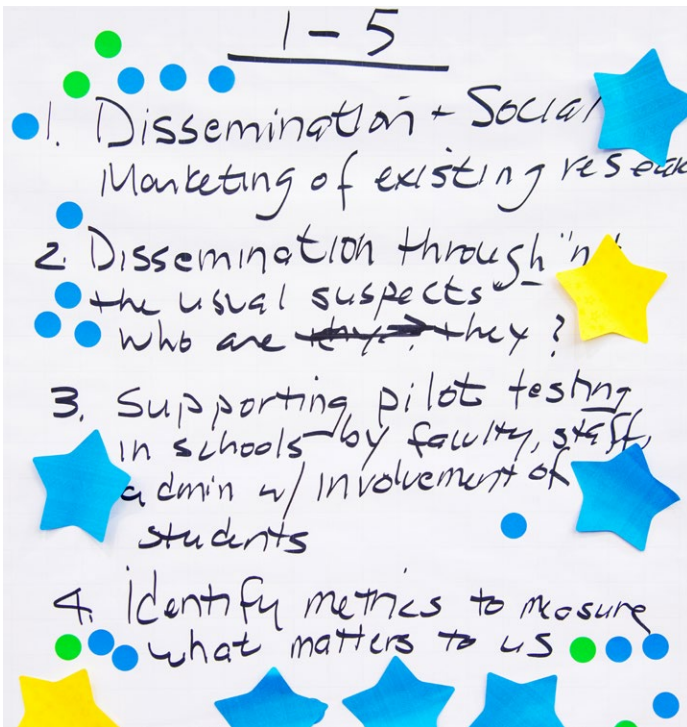 1 - 5
1. Dissemination + Social
Marketing of existing
2. Dissemination through
the usual suspects"
who are they?
3. Supporting pilot testing
in schools - by faculty, staff,
admin w/ involvement of
students
4. Identify metrics to measure
what matters to us